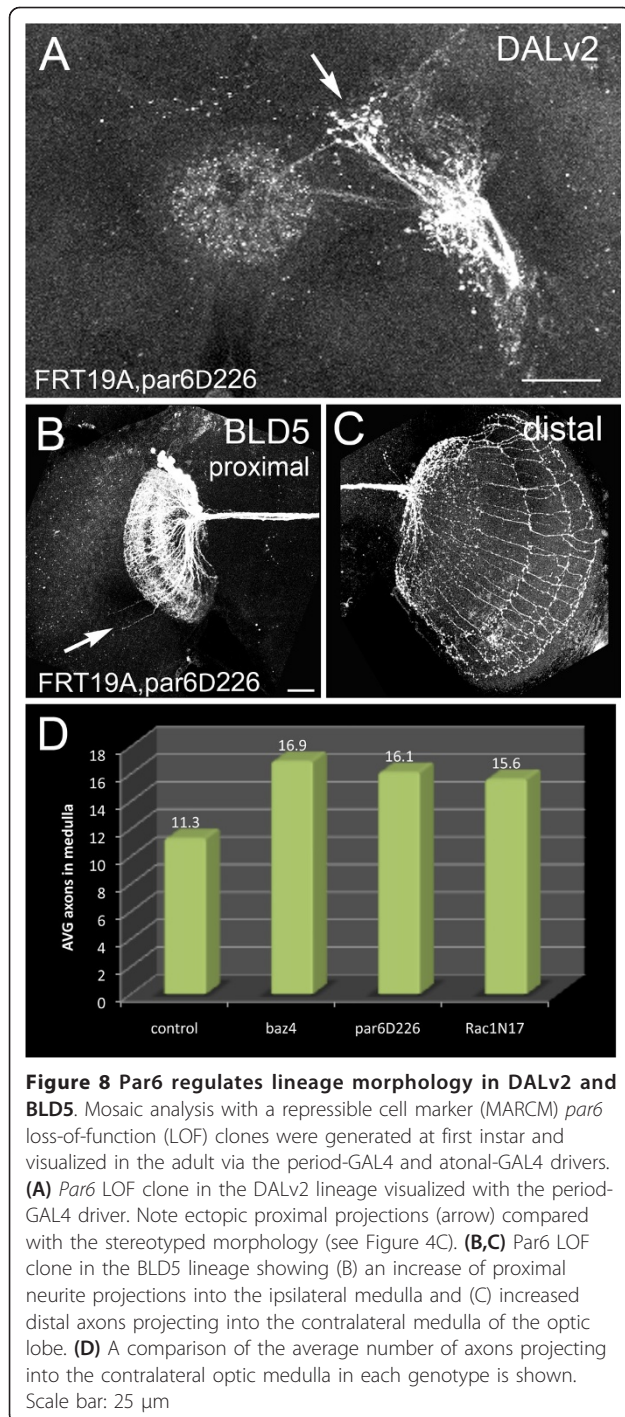 A
DALv2
FRT19A,par6D226
B
BLD5
proximal
C
distal
FRT19A,par6D226
D
AVG axons in medulla
18
16
14
12
10
8
6
4
2
0
11.3
16.9
16.1
15.6
control
baz4
par6D226
Rac1N17
Figure 8 Par6 regulates lineage morphology in DALv2 and
BLD5. Mosaic analysis with a repressible cell marker (MARCM) par6
loss-of-function (LOF) clones were generated at first instar and
visualized in the adult via the period-GAL4 and atonal-GAL4 drivers.
(A) Par6 LOF clone in the DALv2 lineage visualized with the period-
GAL4 driver. Note ectopic proximal projections (arrow) compared
with the stereotyped morphology (see Figure 4C). (B,C) Par6 LOF
clone in the BLD5 lineage showing (B) an increase of proximal
neurite projections into the ipsilateral medulla and (C) increased
distal axons projecting into the contralateral medulla of the optic
lobe. (D) A comparison of the average number of axons projecting
into the contralateral optic medulla in each genotype is shown.
Scale bar: 25 μm